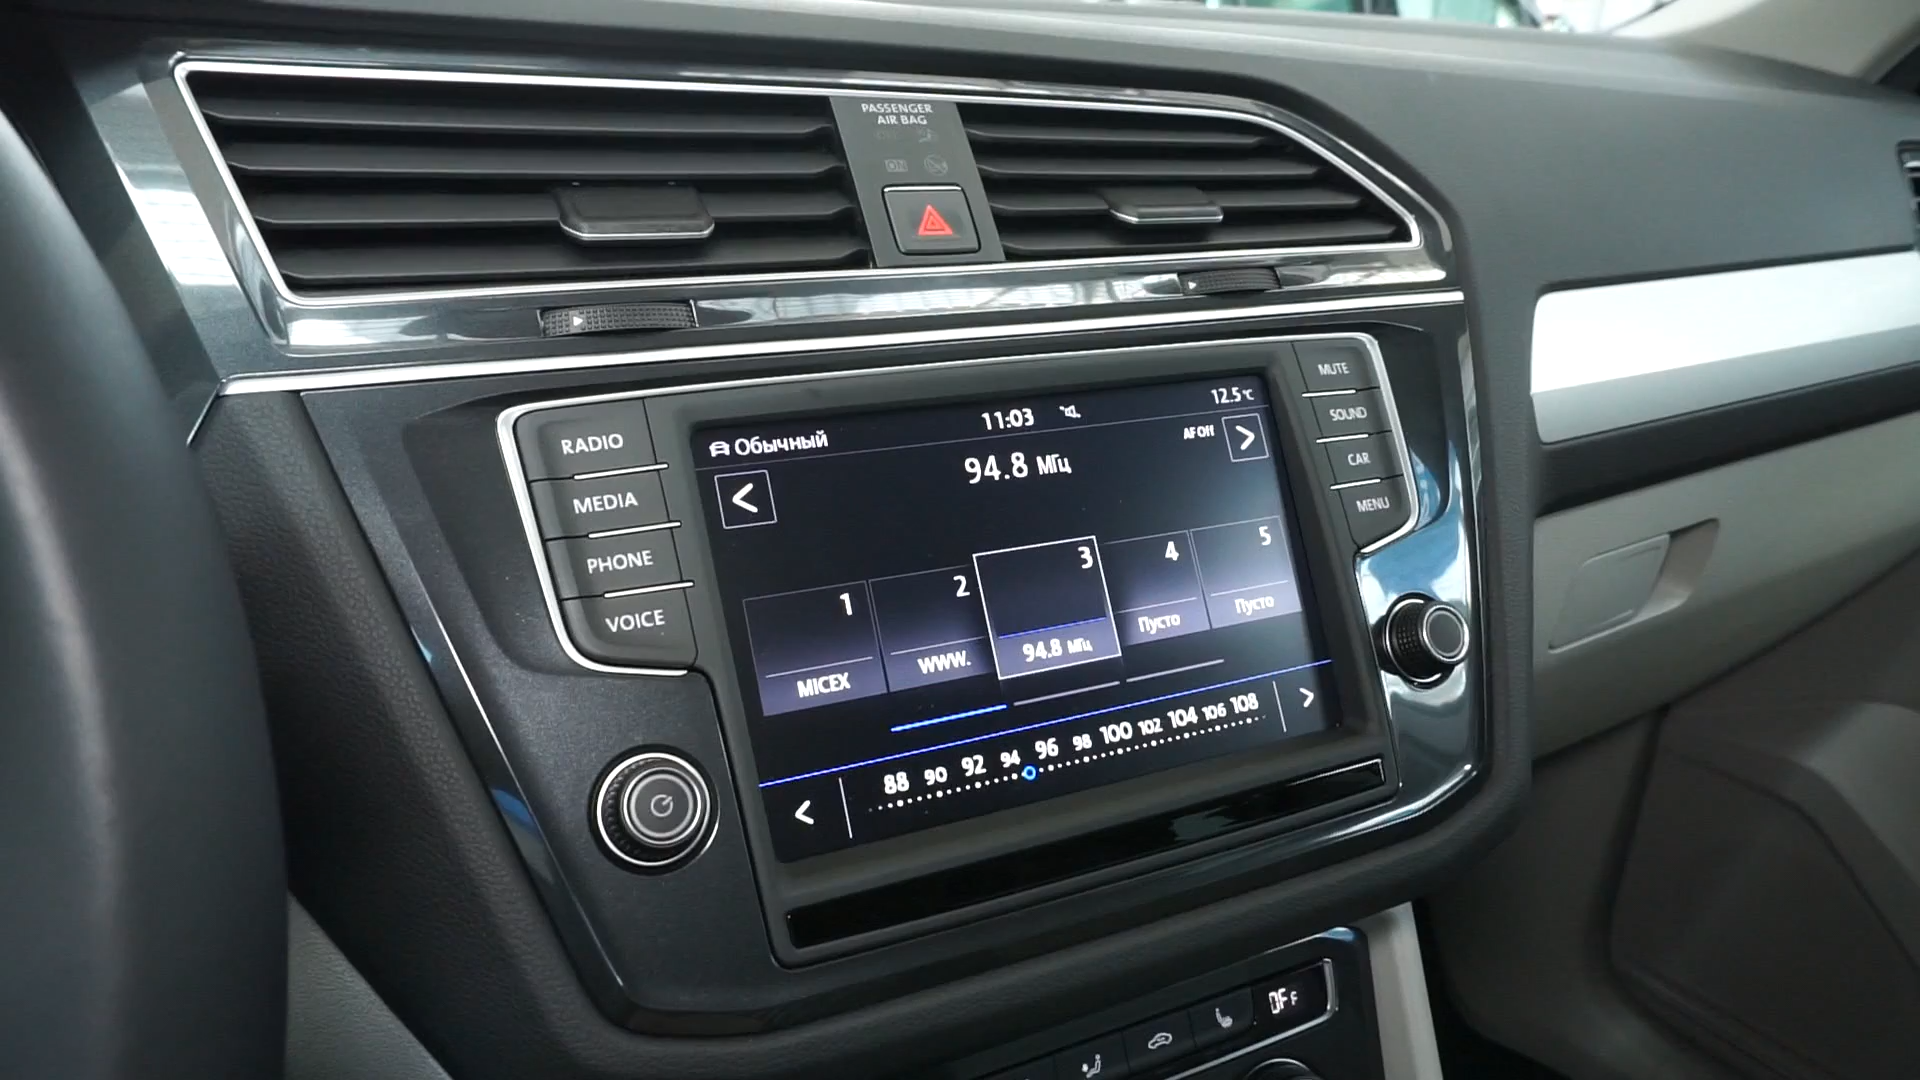 PASSENGER
AIR BAG
RADIO
MEDIA
PHONE
VOICE
MUTE
SOUND
CAR
MENU
Обычный
11:03
12.5°C
94.8 МГц
AF Off
1
2
3
4
5
MICEX
WWW.
94.8 МГц
Пусто
Пусто
88 90 92 94 96 98 100 102 104 106 108
OFF